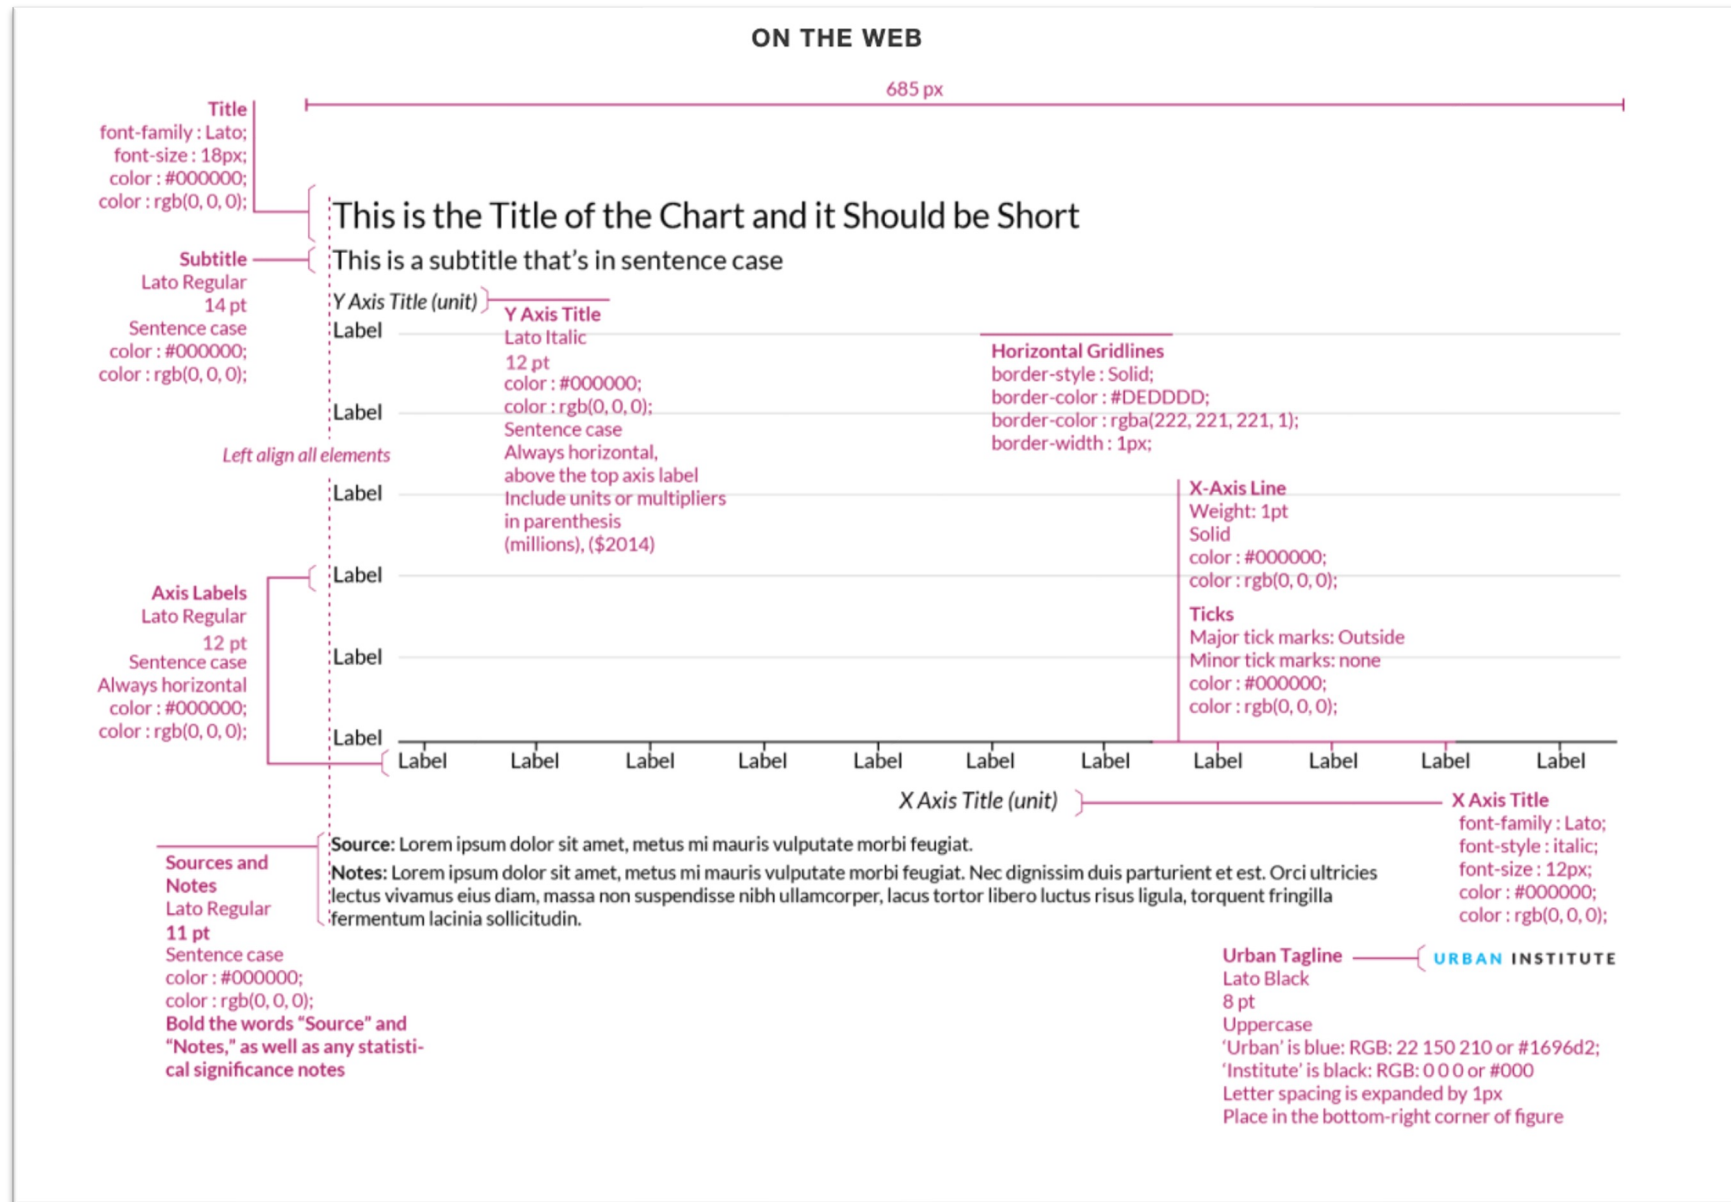 ON THE WEB
685 px
Title
font-family : Lato;
font-size : 18px;
color : #000000;
color : rgb(0, 0, 0);
This is the Title of the Chart and it Should be Short
Subtitle
Lato Regular
14 pt
Sentence case
color : #000000;
color : rgb(0, 0, 0);
This is a subtitle that’s in sentence case
Y Axis Title (unit)
Y Axis Title
Lato Italic
12 pt
color : #000000;
color : rgb(0, 0, 0);
Sentence case
Always horizontal,
above the top axis label
Include units or multipliers
in parenthesis
(millions), ($2014)
Label
Label
Label
Label
Label
Label
Horizontal Gridlines
border-style : Solid;
border-color : #DEDDDD;
border-color : rgba(222, 221, 221, 1);
border-width : 1px;
Left align all elements
X-Axis Line
Weight: 1pt
Solid
color : #000000;
color : rgb(0, 0, 0);
Ticks
Major tick marks: Outside
Minor tick marks: none
color : #000000;
color : rgb(0, 0, 0);
Axis Labels
Lato Regular
12 pt
Sentence case
Always horizontal
color : #000000;
color : rgb(0, 0, 0);
Label Label Label Label Label Label Label Label Label Label Label
X Axis Title (unit)
X Axis Title
font-family : Lato;
font-style : italic;
font-size : 12px;
color : #000000;
color : rgb(0, 0, 0);
Source: Lorem ipsum dolor sit amet, metus mi mauris vulputate morbi feugiat.
Notes: Lorem ipsum dolor sit amet, metus mi mauris vulputate morbi feugiat. Nec dignissim duis parturient et est. Orci ultricies
lectus vivamus eius diam, massa non suspendisse nibh ullamcorper, lacus tortor libero luctus risus ligula, torquent fringilla
fermentum lacinia sollicitudin.
Sources and
Notes
Lato Regular
11 pt
Sentence case
color : #000000;
color : rgb(0, 0, 0);
Bold the words “Source” and
“Notes,” as well as any statisti-
cal significance notes
Urban Tagline
Lato Black
8 pt
Uppercase
‘Urban’ is blue: RGB: 22 150 210 or #1696d2;
‘Institute’ is black: RGB: 0 0 0 or #000
Letter spacing is expanded by 1px
Place in the bottom-right corner of figure
URBAN INSTITUTE